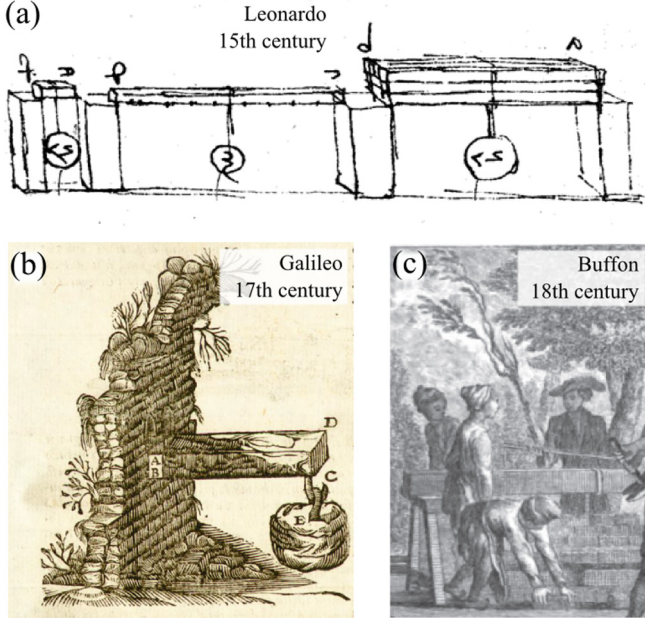 (a)
Leonardo
15th century
(b)
Galileo
17th century
A
B
C
D
E
(c)
Buffon
18th century